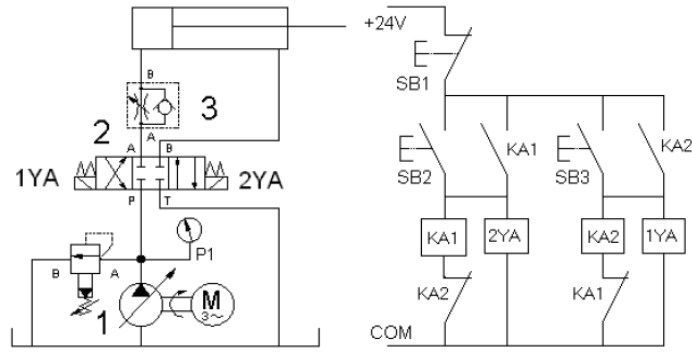 +24V
SB1
B
3
A
2
A
B
1YA
2YA
P
T
P1
B
A
1
M
3~
SB2
KA1
SB3
KA2
KA1
2YA
KA2
1YA
KA2
KA1
COM